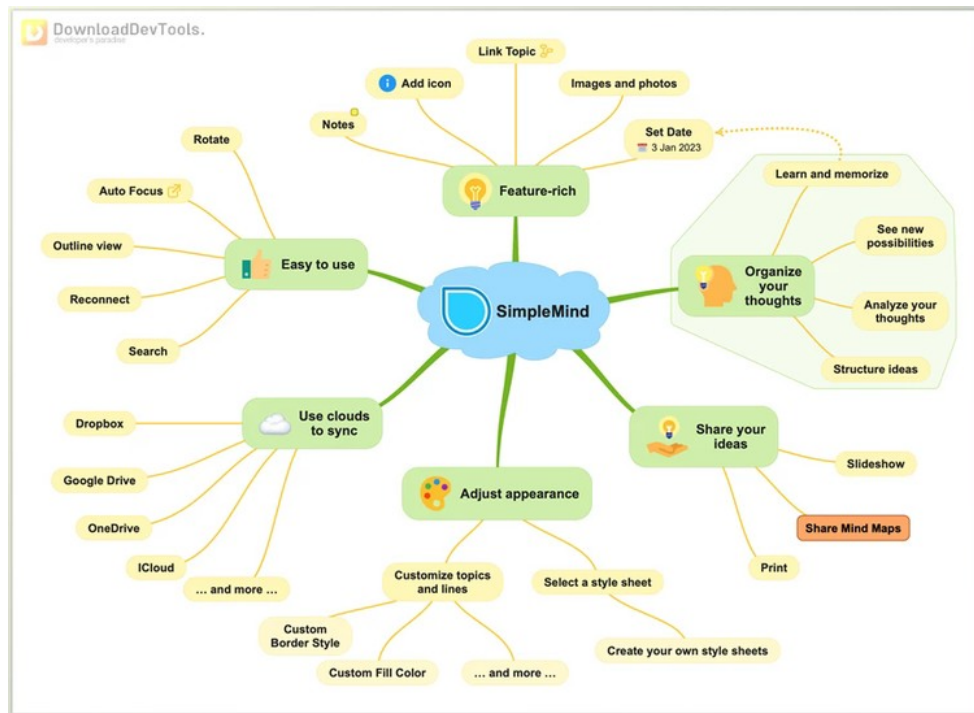 DownloadDevTools.
developer's paradise
Link Topic
Add icon
Images and photos
Notes
Set Date
3 Jan 2023
Feature-rich
Rotate
Auto Focus
Outline view
Reconnect
Search
Easy to use
SimpleMind
Learn and memorize
See new
possibilities
Organize
your
thoughts
Analyze your
thoughts
Structure ideas
Use clouds
to sync
Dropbox
Google Drive
OneDrive
ICloud
... and more ...
Adjust appearance
Customize topics
and lines
Select a style sheet
Custom
Border Style
Custom Fill Color
... and more ...
Create your own style sheets
Share your
ideas
Slideshow
Share Mind Maps
Print